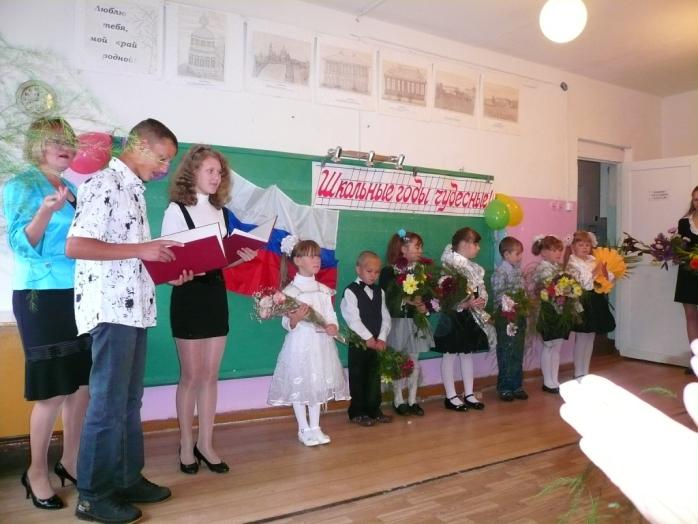 Люблю
тебя,
мой край
родной!
Школьные годы чудесные!